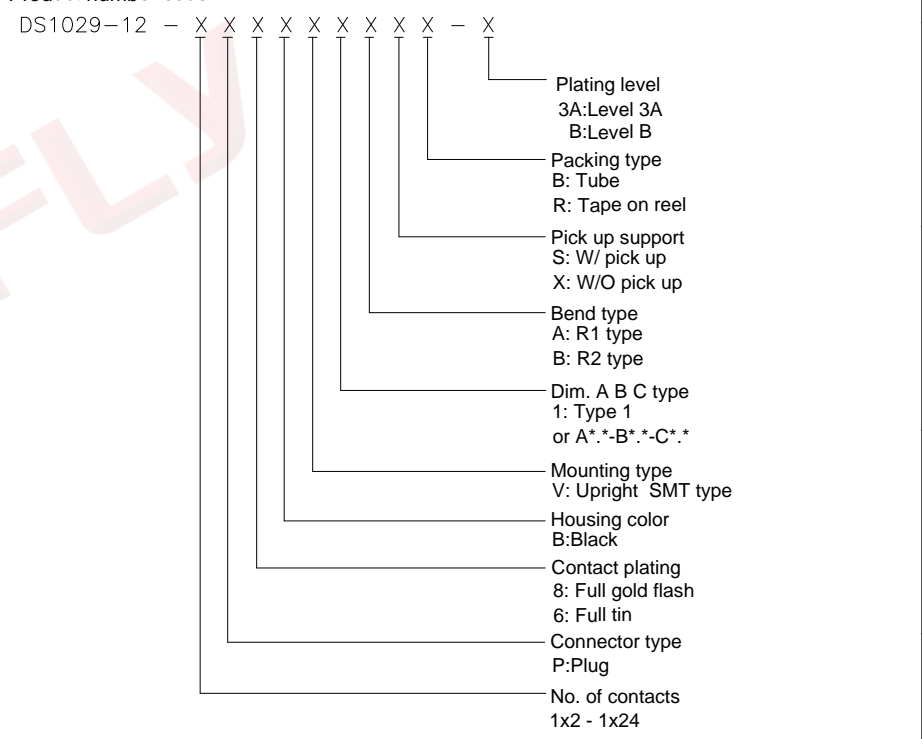 DS1029-12 - X X X X X X X X X - X
Plating level
3A:Level 3A
B:Level B
Packing type
B: Tube
R: Tape on reel
Pick up support
S: W/ pick up
X: W/O pick up
Bend type
A: R1 type
B: R2 type
Dim. A B C type
1: Type 1
or A*.*-B*.*-C*.*
Mounting type
V: Upright SMT type
Housing color
B:Black
Contact plating
8: Full gold flash
6: Full tin
Connector type
P:Plug
No. of contacts
1x2 - 1x24
FLY